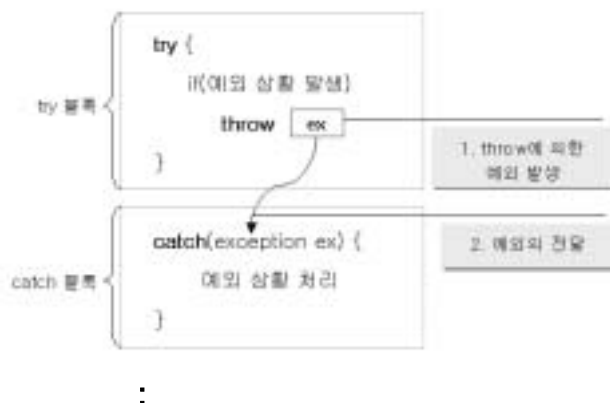 try {
if(예외 상황 발생)
throw ex
}
try 블록
1. throw에 의한
예외 발생
catch(exception ex) {
예외 상황 처리
}
catch 블록
2. 예외의 전달